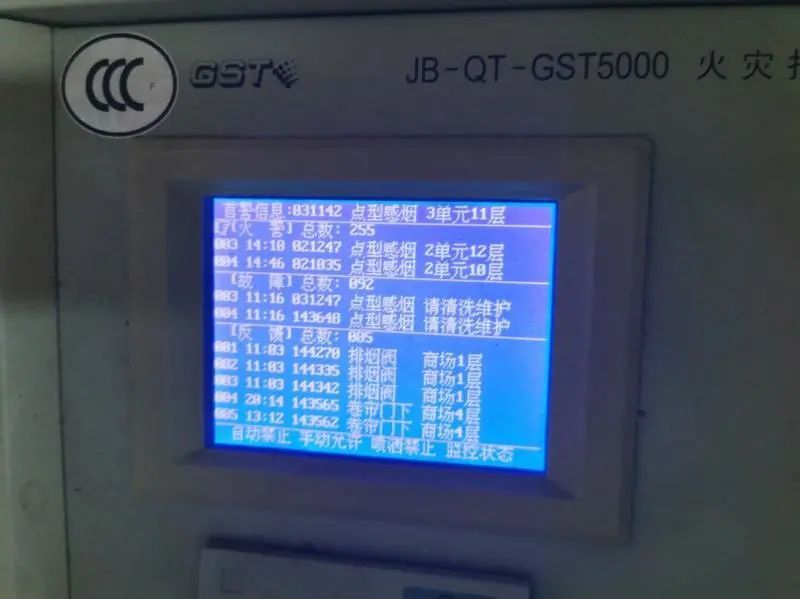 CCC F GST JB-QT-GST5000 火灾
首警信息:031142 点型感烟 3单元11层
[火 警] 总数: 255
003 14:10 021247 点型感烟 2单元12层
004 14:46 021035 点型感烟 2单元10层
[故 障] 总数: 092
003 11:16 031247 点型感烟 请清洗维护
004 11:16 143648 点型感烟 请清洗维护
[反 馈] 总数: 005
001 11:03 144270 排烟阀 商场1层
002 11:03 144335 排烟阀 商场1层
003 11:03 144342 排烟阀 商场1层
004 20:14 143565 卷帘门下 商场4层
005 13:12 143562 卷帘门下 商场4层
自动禁止 手动允许 喷洒禁止 监控状态